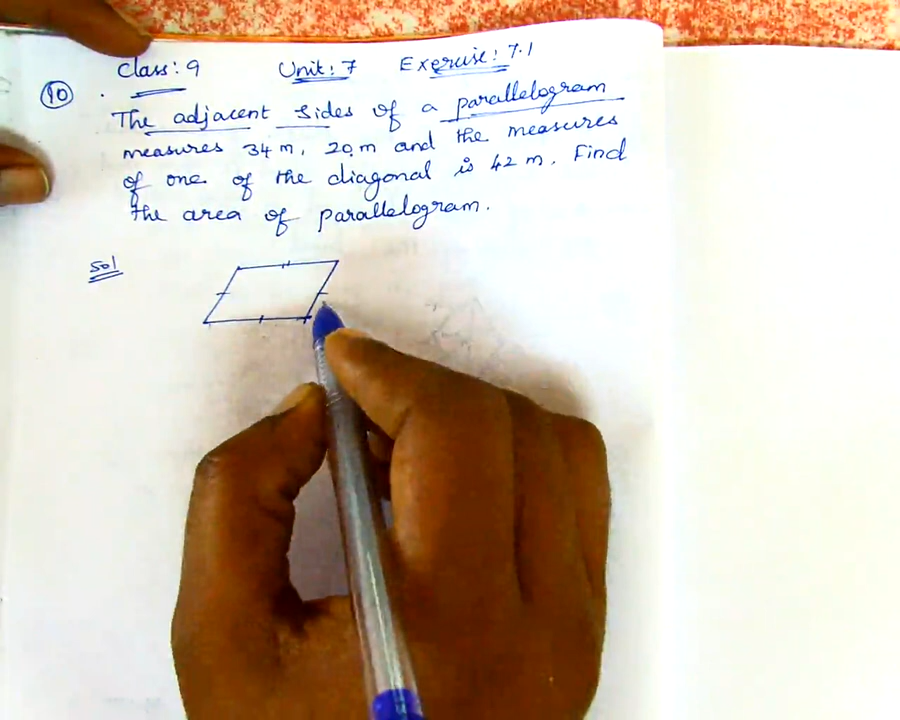 Class: 9 Unit: 7 Exercise: 7.1
10 . The adjacent sides of a parallelogram
measures 34 m, 20 m and the measures
of one of the diagonal is 42 m. Find
the area of parallelogram.
Sol